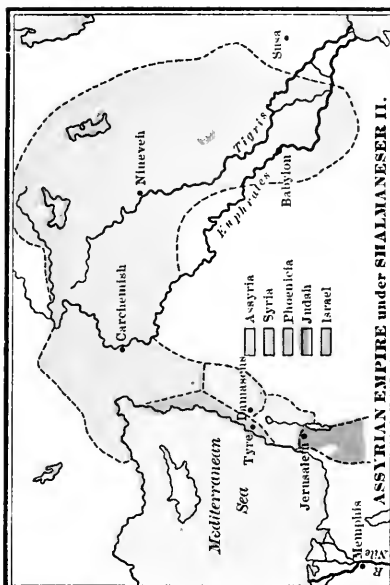 Susa
Tigris
Nineveh
Euphrates
Babylon
Carchemish
Assyria
Syria
Phoenicia
Judah
Israel
Damascus
Tyre
Mediterranean
Sea
Jerusalem
Memphis
R. Nile
ASSYRIAN EMPIRE under SHALMANESER II.